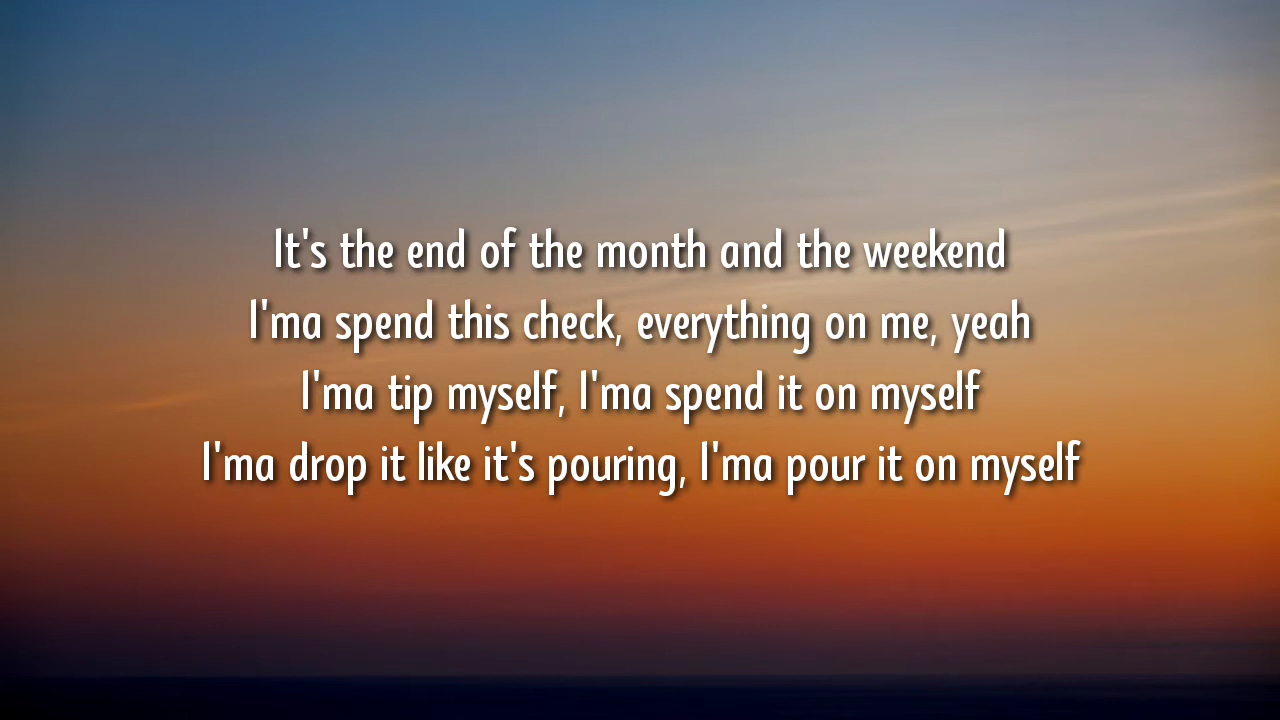 It's the end of the month and the weekend
I'ma spend this check, everything on me, yeah
I'ma tip myself, I'ma spend it on myself
I'ma drop it like it's pouring, I'ma pour it on myself